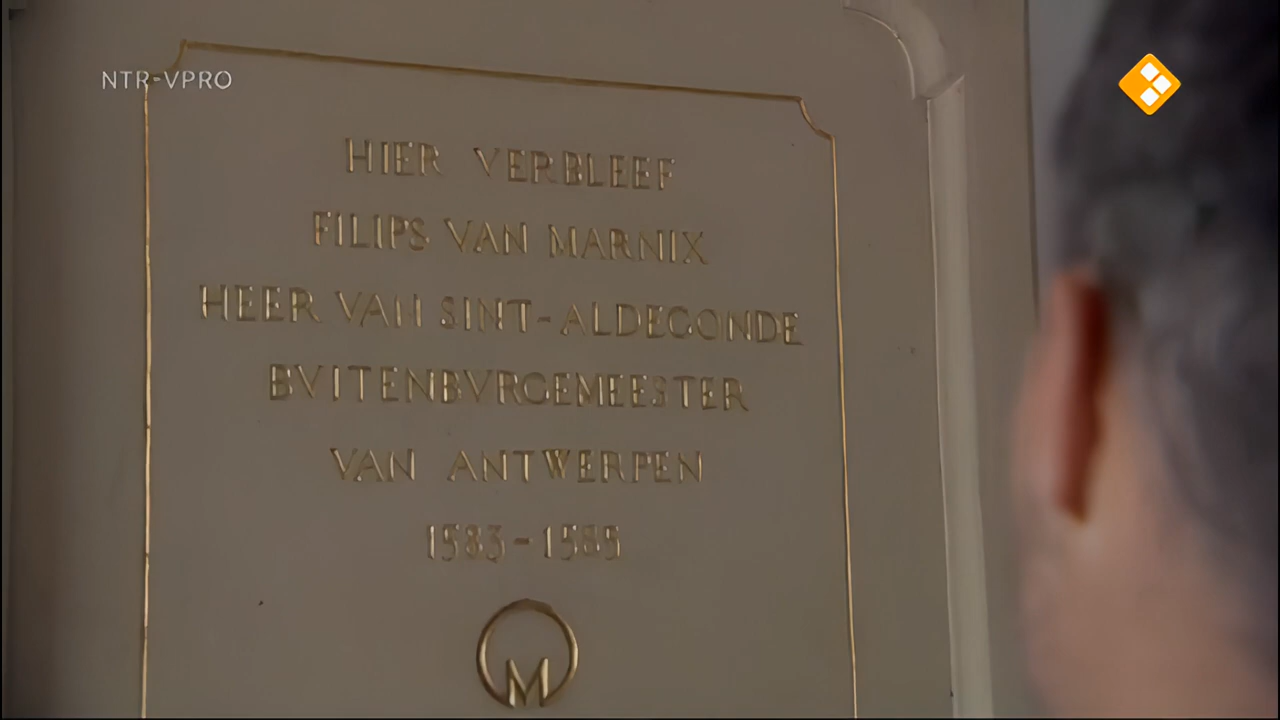 NTR-VPRO
HIER VERBLEEF
FILIPS VAN MARNIX
HEER VAN SINT-ALDEGONDE
BVITENBVRGEMEESTER
VAN ANTWERPEN
1583-1585
M